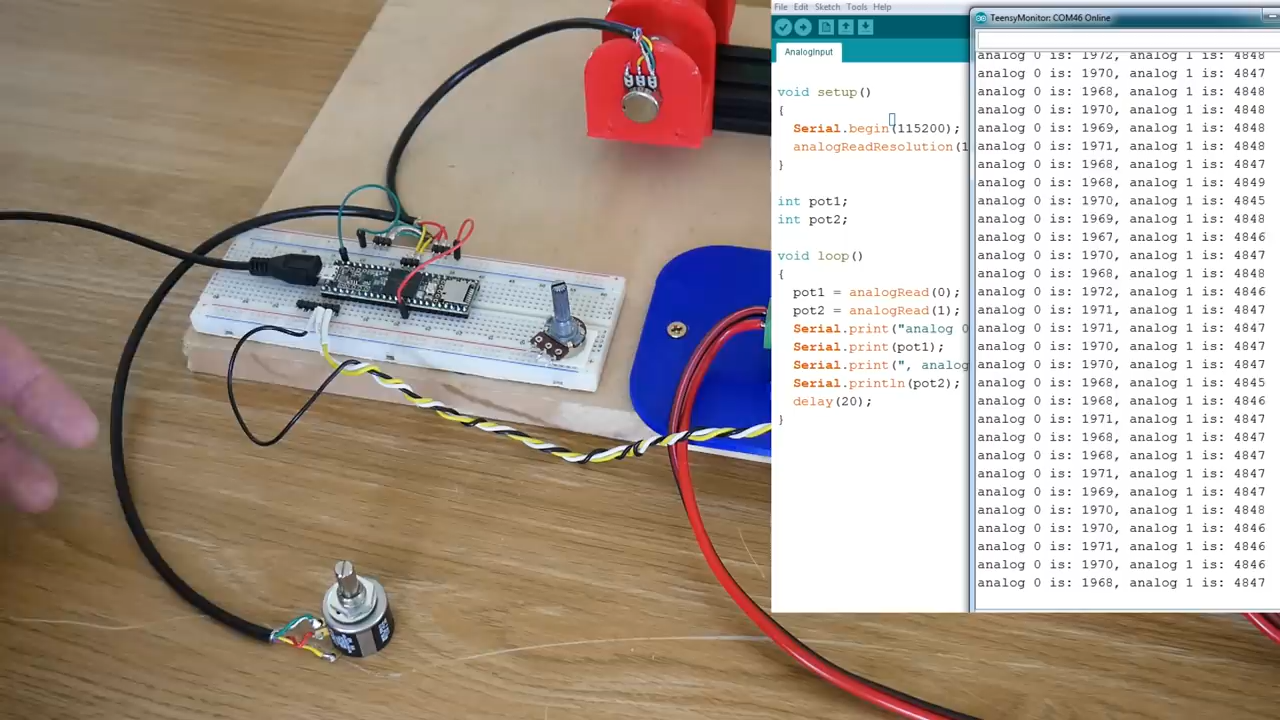 File Edit Sketch Tools Help
AnalogInput
void setup()
{
Serial.begin(115200);
analogReadResolution(1
}
int pot1;
int pot2;
void loop()
{
pot1 = analogRead(0);
pot2 = analogRead(1);
Serial.print("analog 0
Serial.print(pot1);
Serial.print(", analog
Serial.println(pot2);
delay(20);
}
TeensyMonitor: COM46 Online
analog 0 is: 1972, analog 1 is: 4848
analog 0 is: 1970, analog 1 is: 4847
analog 0 is: 1968, analog 1 is: 4848
analog 0 is: 1970, analog 1 is: 4848
analog 0 is: 1969, analog 1 is: 4848
analog 0 is: 1971, analog 1 is: 4848
analog 0 is: 1968, analog 1 is: 4847
analog 0 is: 1968, analog 1 is: 4849
analog 0 is: 1970, analog 1 is: 4845
analog 0 is: 1969, analog 1 is: 4848
analog 0 is: 1967, analog 1 is: 4846
analog 0 is: 1970, analog 1 is: 4847
analog 0 is: 1968, analog 1 is: 4848
analog 0 is: 1972, analog 1 is: 4846
analog 0 is: 1971, analog 1 is: 4847
analog 0 is: 1971, analog 1 is: 4847
analog 0 is: 1970, analog 1 is: 4847
analog 0 is: 1970, analog 1 is: 4847
analog 0 is: 1968, analog 1 is: 4845
analog 0 is: 1968, analog 1 is: 4846
analog 0 is: 1971, analog 1 is: 4847
analog 0 is: 1968, analog 1 is: 4847
analog 0 is: 1968, analog 1 is: 4847
analog 0 is: 1971, analog 1 is: 4847
analog 0 is: 1969, analog 1 is: 4847
analog 0 is: 1970, analog 1 is: 4848
analog 0 is: 1970, analog 1 is: 4846
analog 0 is: 1971, analog 1 is: 4846
analog 0 is: 1970, analog 1 is: 4846
analog 0 is: 1968, analog 1 is: 4847